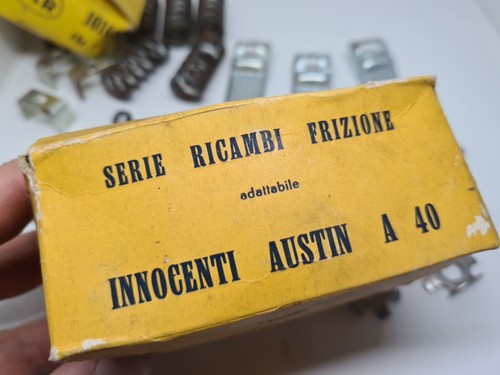 SERIE RICAMBI FRIZIONE
adattabile
INNOCENTI AUSTIN A 40